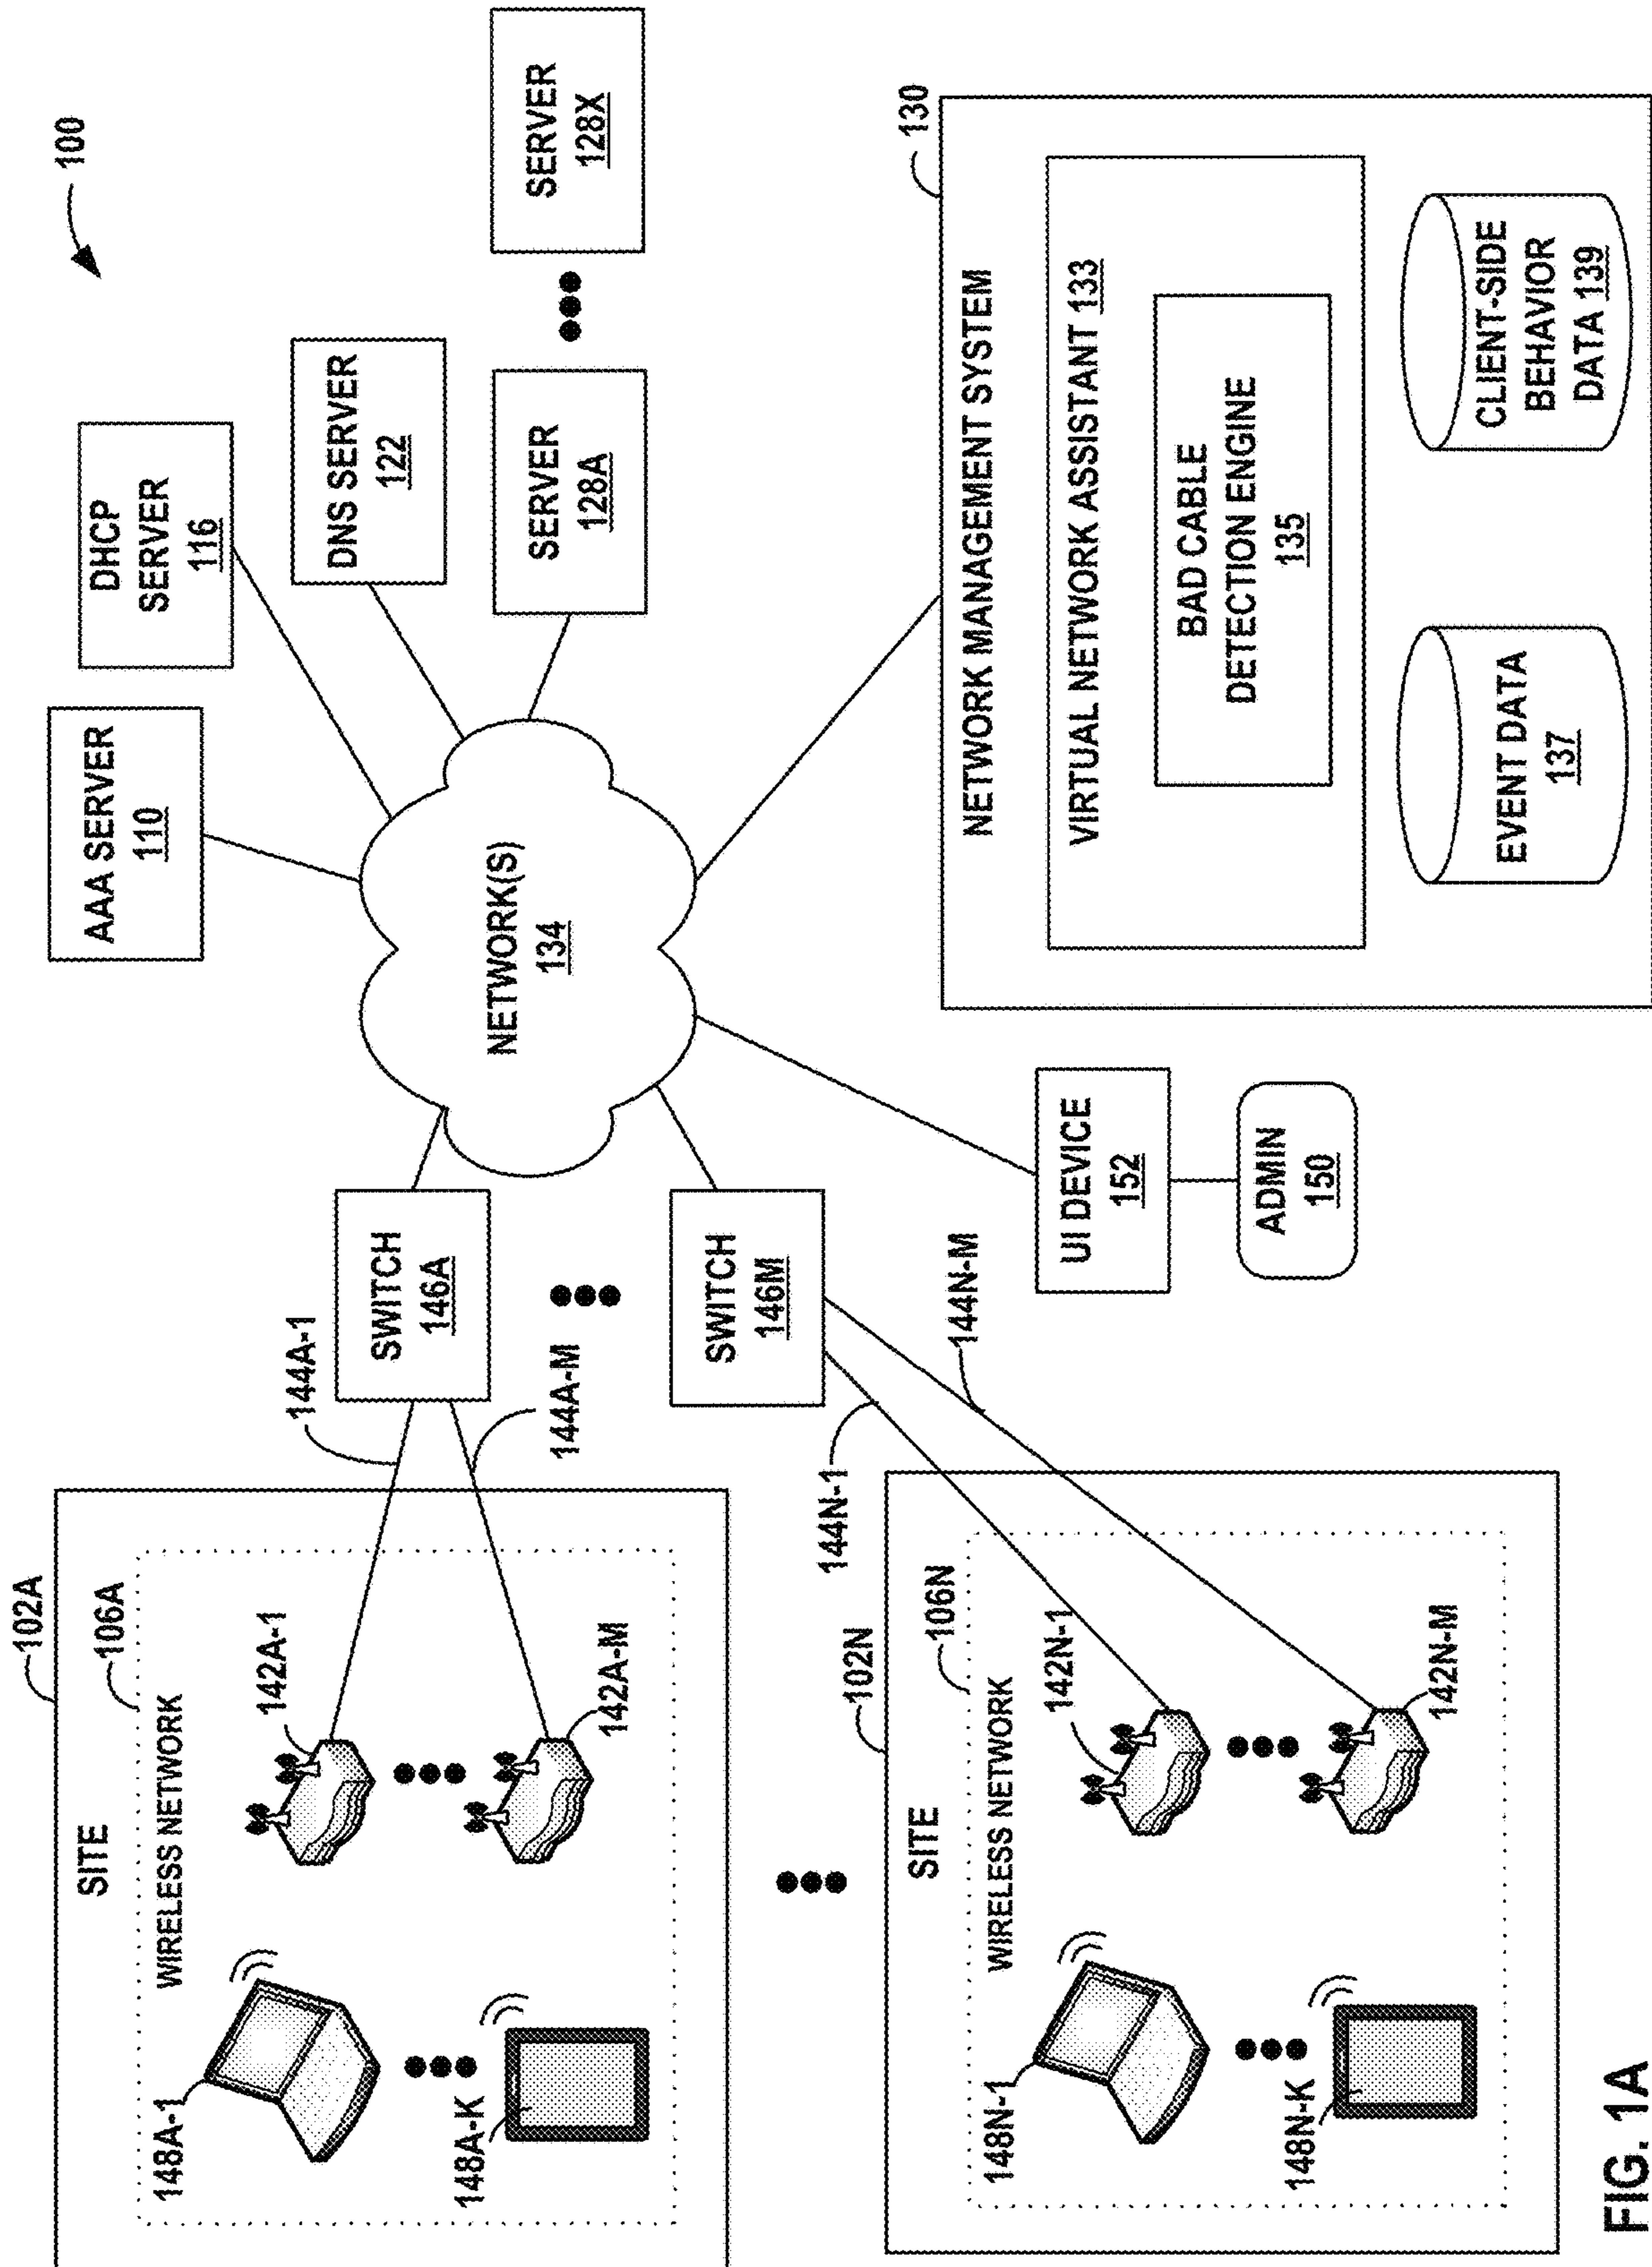 100
102A
SITE
106A
WIRELESS NETWORK
148A-1
148A-K
142A-1
142A-M
144A-1
144A-M
SWITCH
146A
SWITCH
146M
144N-1
144N-M
102N
SITE
106N
WIRELESS NETWORK
148N-1
148N-K
142N-1
142N-M
NETWORK(S)
134
AAA SERVER
110
DHCP
SERVER
116
DNS SERVER
122
SERVER
128A
SERVER
128X
UI DEVICE
152
ADMIN
150
130
NETWORK MANAGEMENT SYSTEM
VIRTUAL NETWORK ASSISTANT 133
BAD CABLE
DETECTION ENGINE
135
EVENT DATA
137
CLIENT-SIDE
BEHAVIOR
DATA 139
FIG. 1A